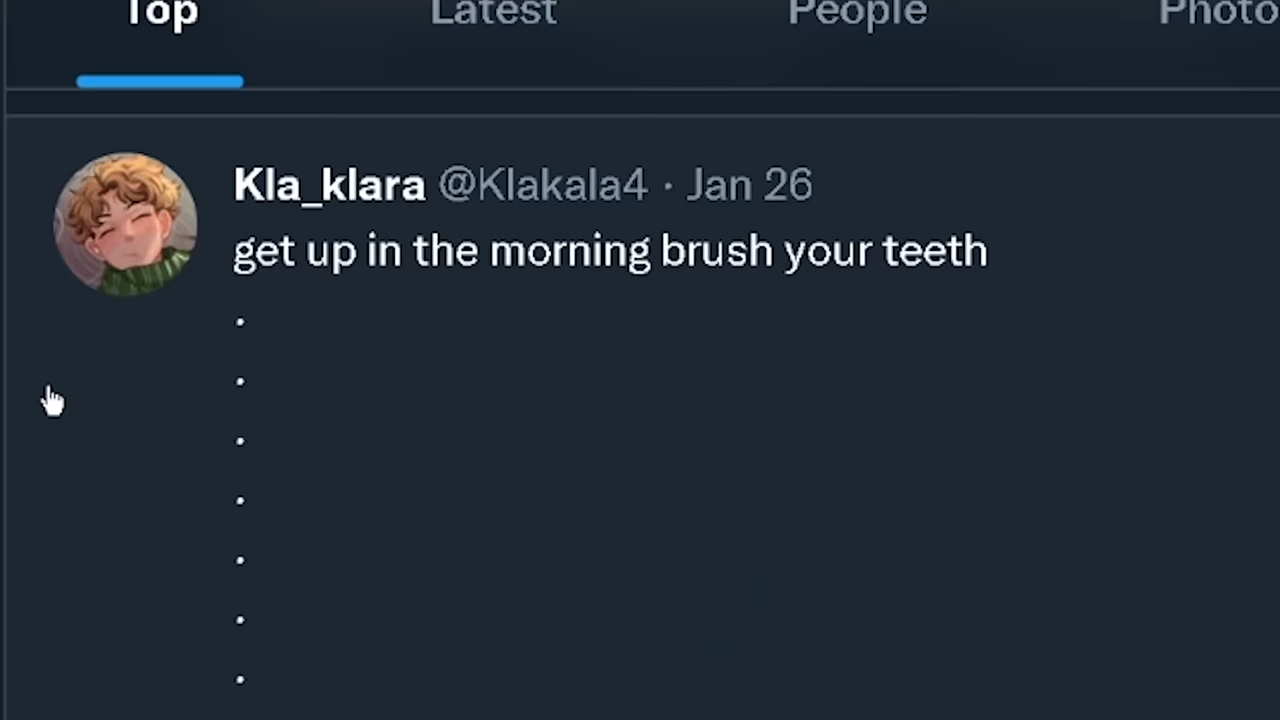 Top Latest People Photo
Kla_klara @Klakala4 · Jan 26
get up in the morning brush your teeth
.
.
.
.
.
.
.